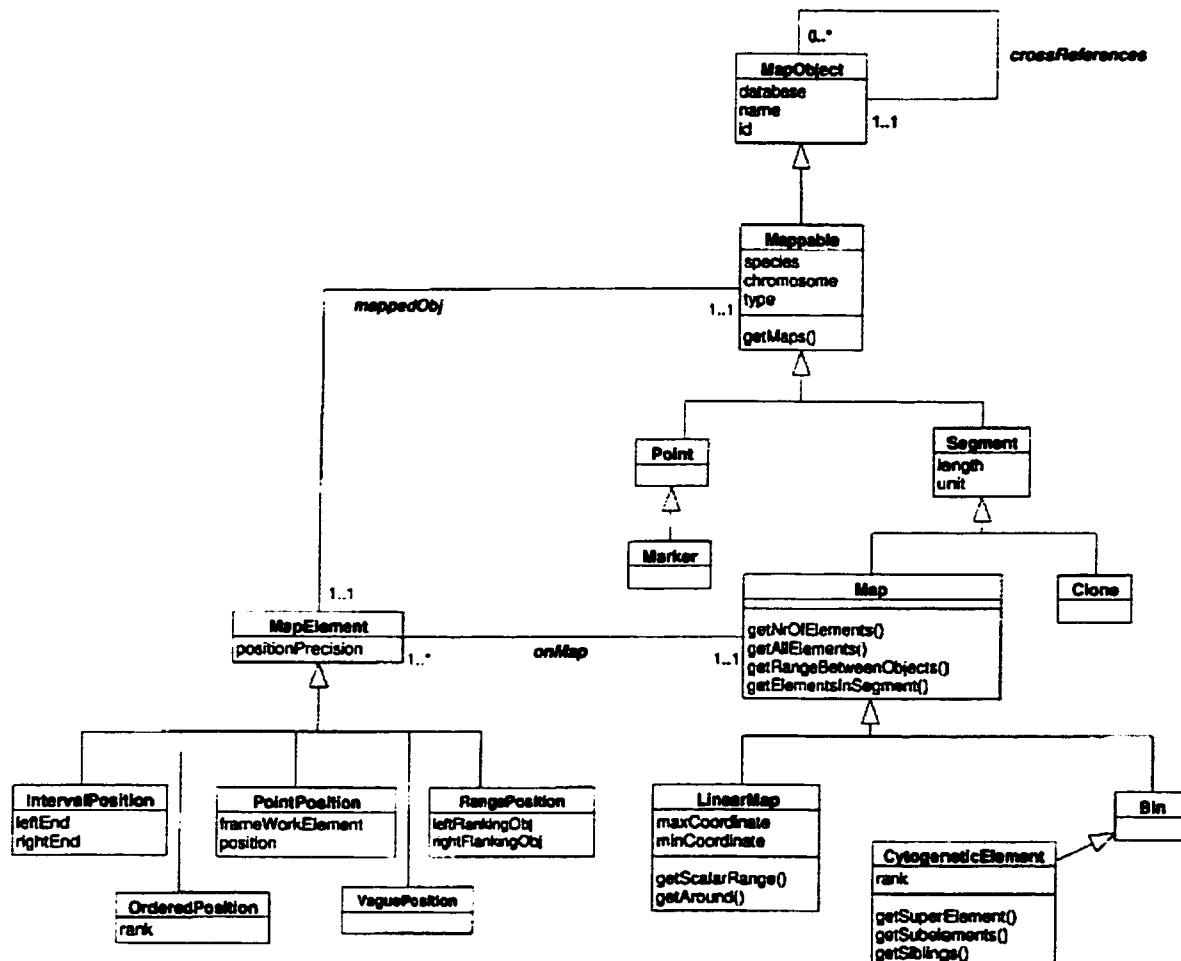 0..*
crossReferences
MapObject
database
name
id
1..1
Mappable
species
chromosome
type
getMaps()
mappedObj
1..1
Point
Segment
length
unit
Marker
Map
getNrOfElements()
getAllElements()
getRangeBetweenObjects()
getElementsInSegment()
Clone
1..1
MapElement
positionPrecision
1..*
onMap
1..1
IntervalPosition
leftEnd
rightEnd
PointPosition
frameWorkElement
position
RangePosition
leftFlankingObj
rightFlankingObj
OrderedPosition
rank
VaguePosition
LinearMap
maxCoordinate
minCoordinate
getScalarRange()
getAround()
Bin
CytogeneticElement
rank
getSuperElement()
getSubelements()
getSiblings()